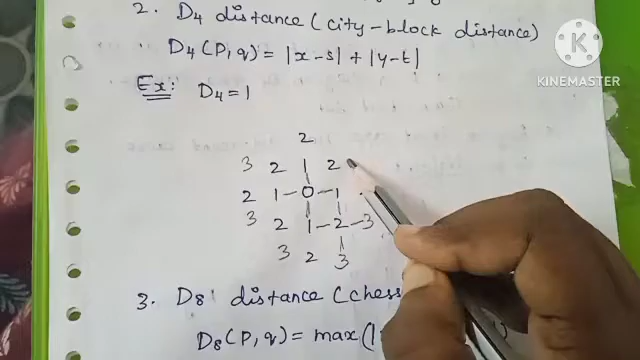 2. D4 distance (city-block distance)
D4 (P, q) = |x-s| + |y-t|
Ex: D4 = 1
2
3 2 1 2
2 1-0-1
3 2 1-2-3
3 2 3
3. D8 distance (chess
D8 (P, q) = max (|
K
KINEMASTER